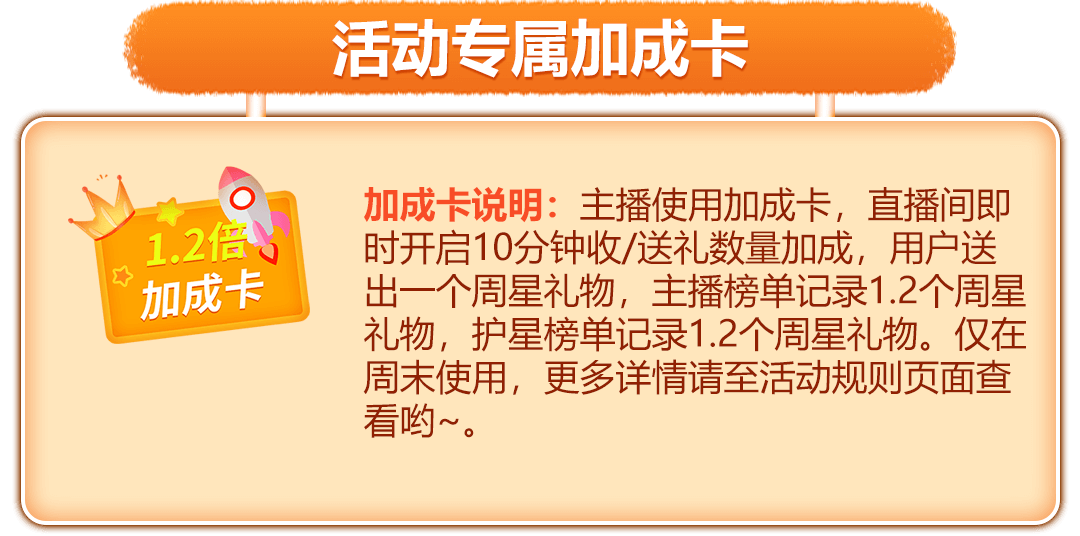 活动专属加成卡
1.2倍
加成卡
加成卡说明：主播使用加成卡，直播间即
时开启10分钟收/送礼数量加成，用户送
出一个周星礼物，主播榜单记录1.2个周星
礼物，护星榜单记录1.2个周星礼物。仅在
周末使用，更多详情请至活动规则页面查
看哟~。